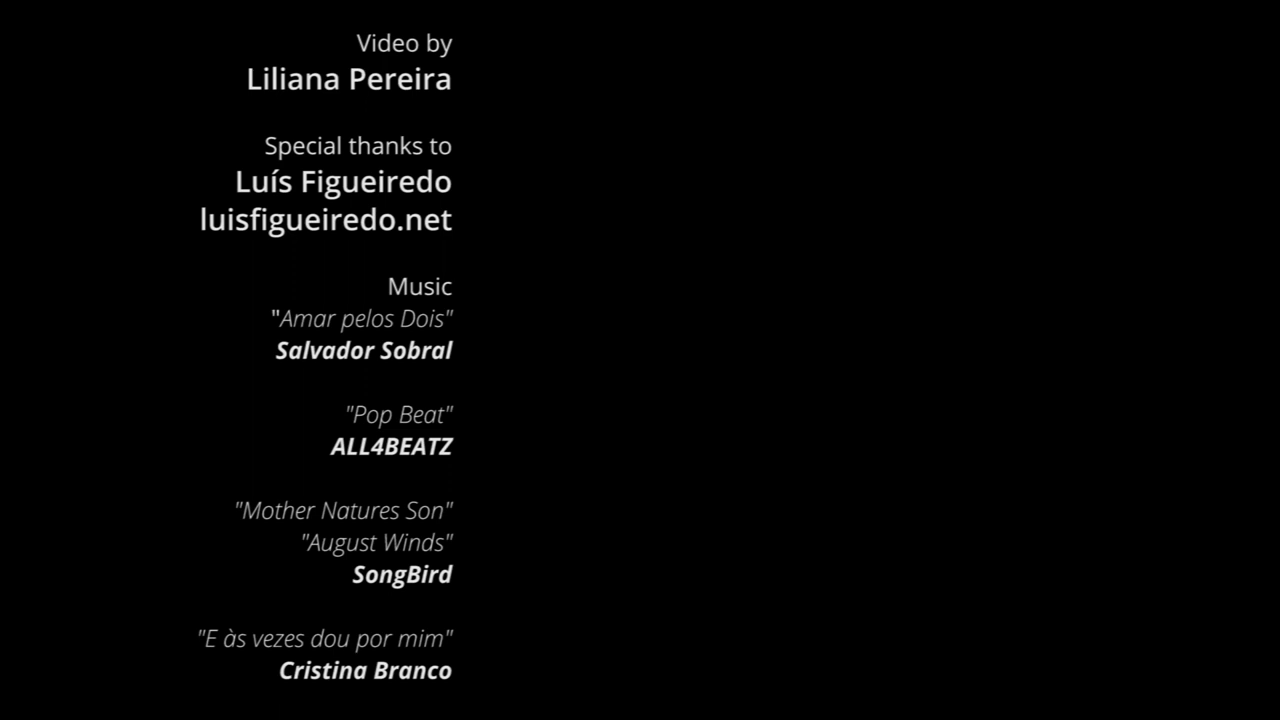 Video by
Liliana Pereira
Special thanks to
Luís Figueiredo
luisfigueiredo.net
Music
"Amar pelos Dois"
Salvador Sobral
"Pop Beat"
ALL4BEATZ
"Mother Natures Son"
"August Winds"
SongBird
"E às vezes dou por mim"
Cristina Branco